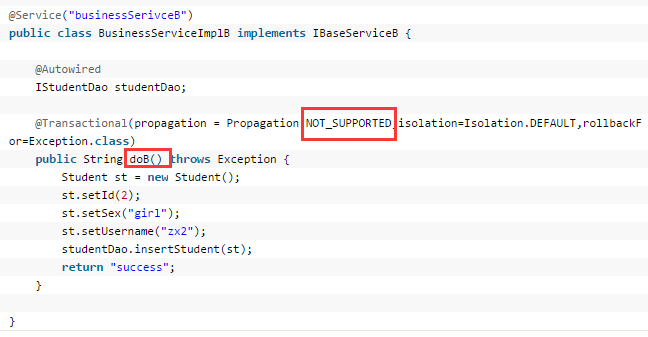 @Service("businessSerivceB")
public class BusinessServiceImplB implements IBaseServiceB {
@Autowired
IStudentDao studentDao;
@Transactional(propagation = Propagation.NOT_SUPPORTED,isolation=Isolation.DEFAULT,rollbackF
or=Exception.class)
public String doB() throws Exception {
Student st = new Student();
st.setId(2);
st.setSex("girl");
st.setUsername("zx2");
studentDao.insertStudent(st);
return "success";
}
}